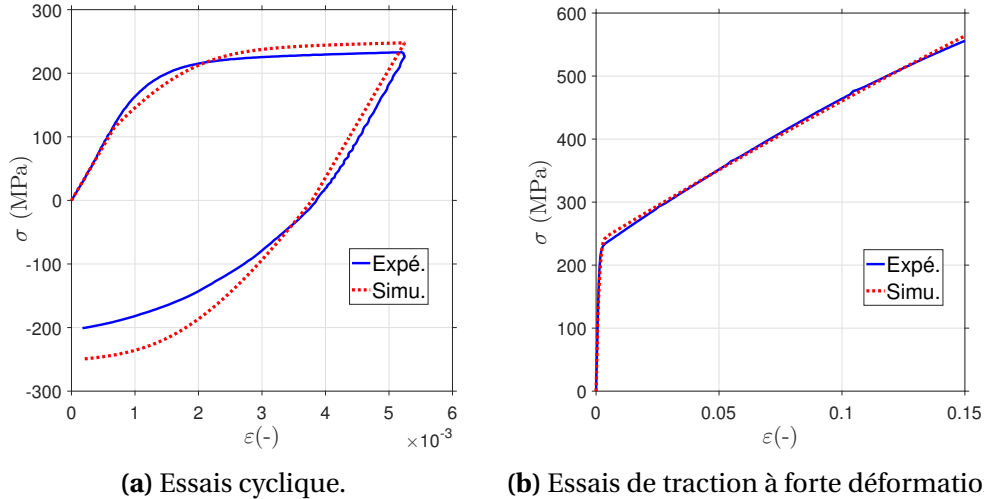 300
200
100
0
-100
-200
-300
0
1
2
3
4
5
6
×10⁻³
σ (MPa)
ε(-)
Expé.
Simu.
(a) Essais cyclique.
600
500
400
300
200
100
0
0
0.05
0.1
0.15
σ (MPa)
ε(-)
Expé.
Simu.
(b) Essais de traction à forte déformatio